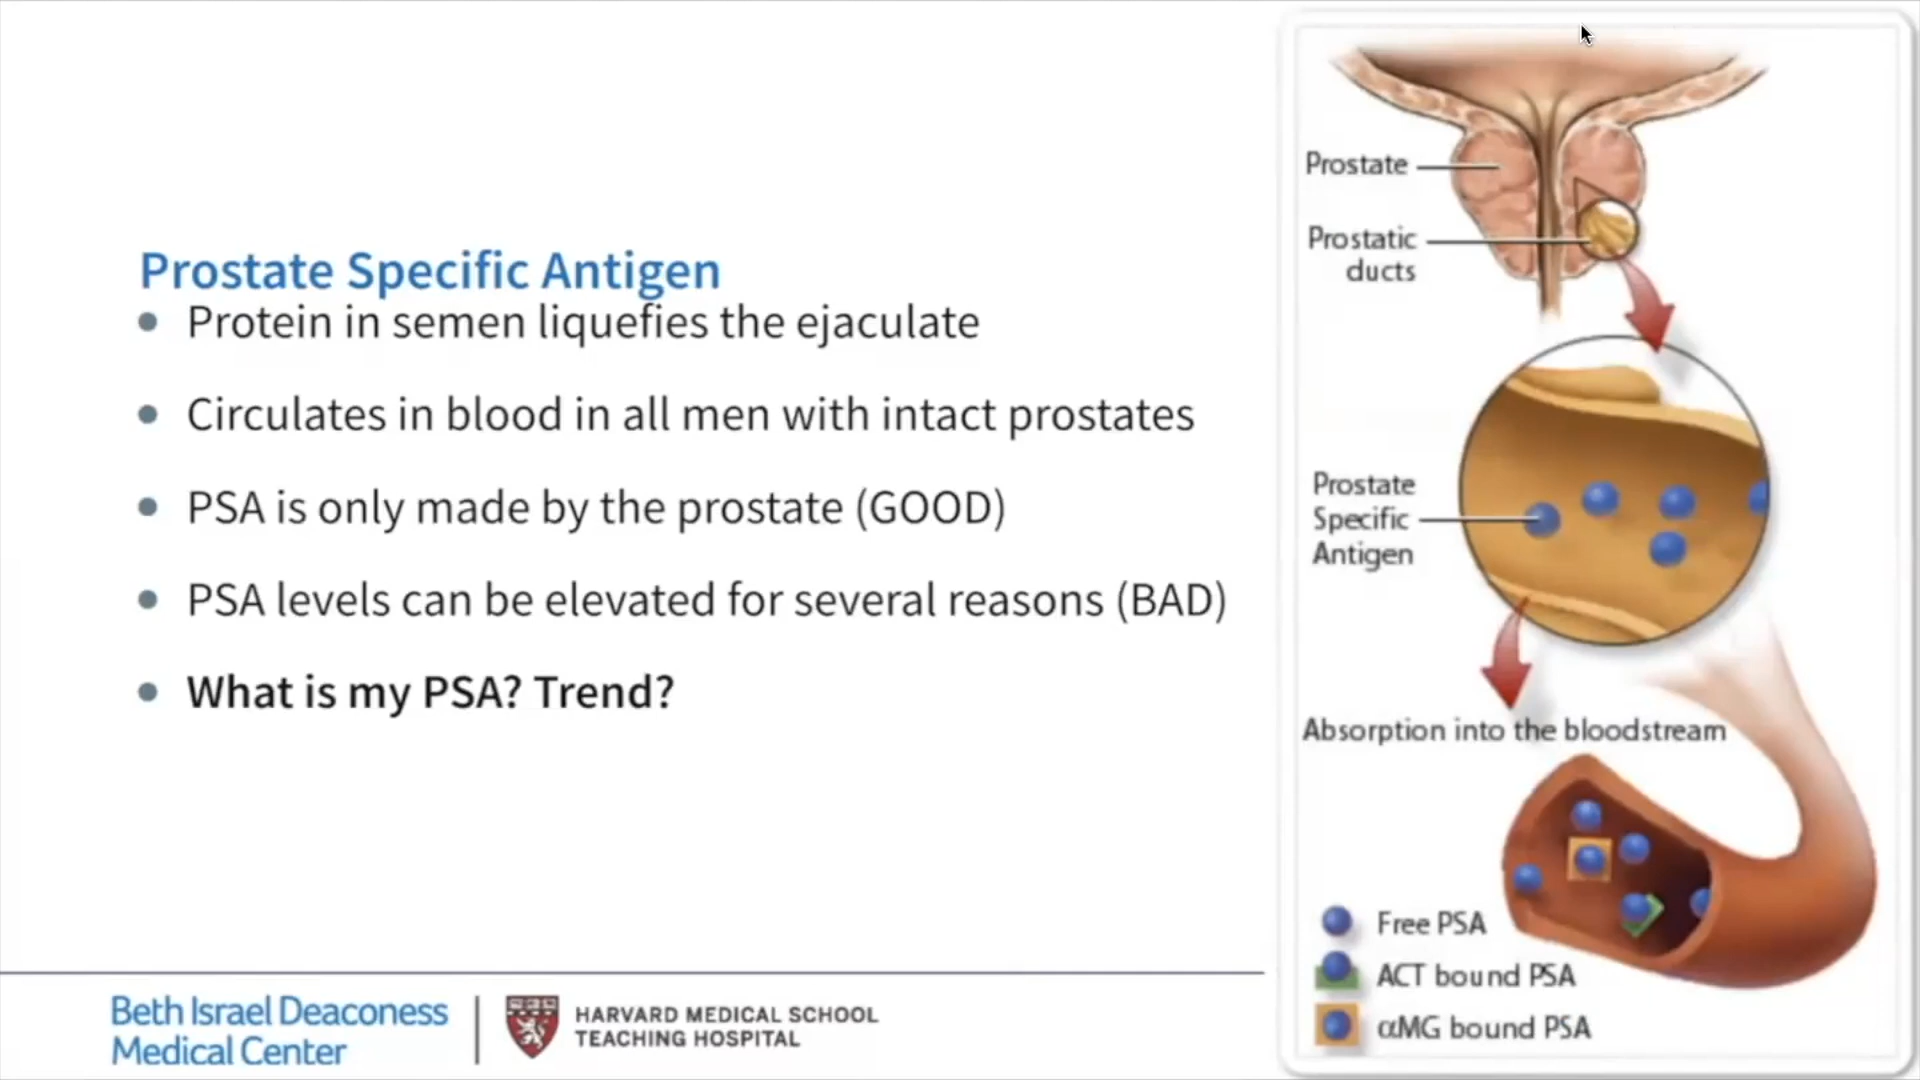 Prostate Specific Antigen
Protein in semen liquefies the ejaculate
Circulates in blood in all men with intact prostates
PSA is only made by the prostate (GOOD)
PSA levels can be elevated for several reasons (BAD)
What is my PSA? Trend?
Beth Israel Deaconess
Medical Center
HARVARD MEDICAL SCHOOL
TEACHING HOSPITAL
Prostate
Prostatic
ducts
Prostate
Specific
Antigen
Absorption into the bloodstream
Free PSA
ACT bound PSA
αMG bound PSA